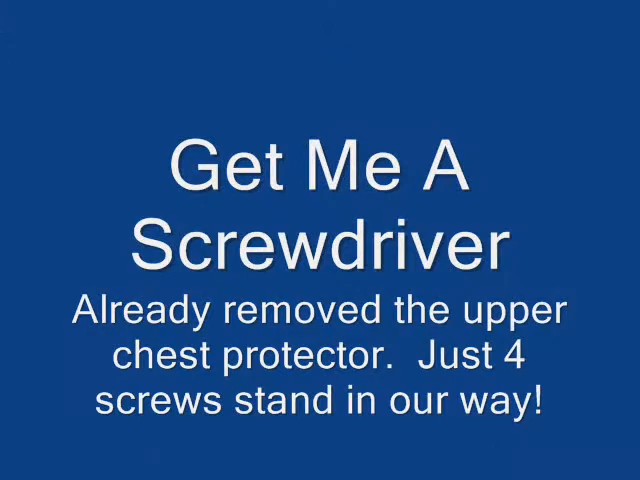 Get Me A
Screwdriver
Already removed the upper
chest protector.  Just 4
screws stand in our way!